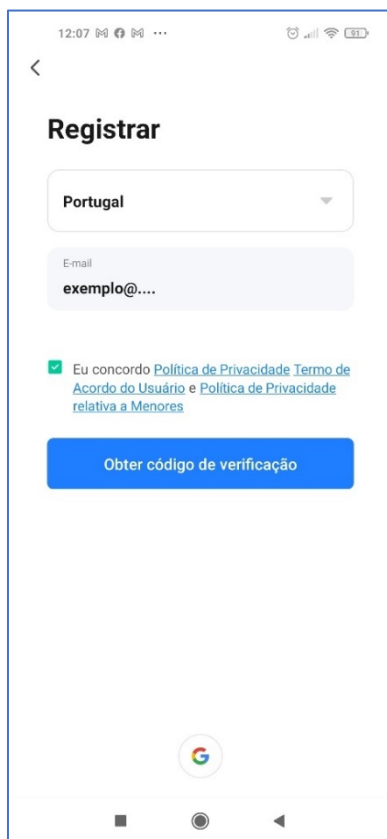 12:07 ...
91
Registrar
Portugal
E-mail
exemplo@....
Eu concordo Política de Privacidade Termo de
Acordo do Usuário e Política de Privacidade
relativa a Menores
Obter código de verificação
G